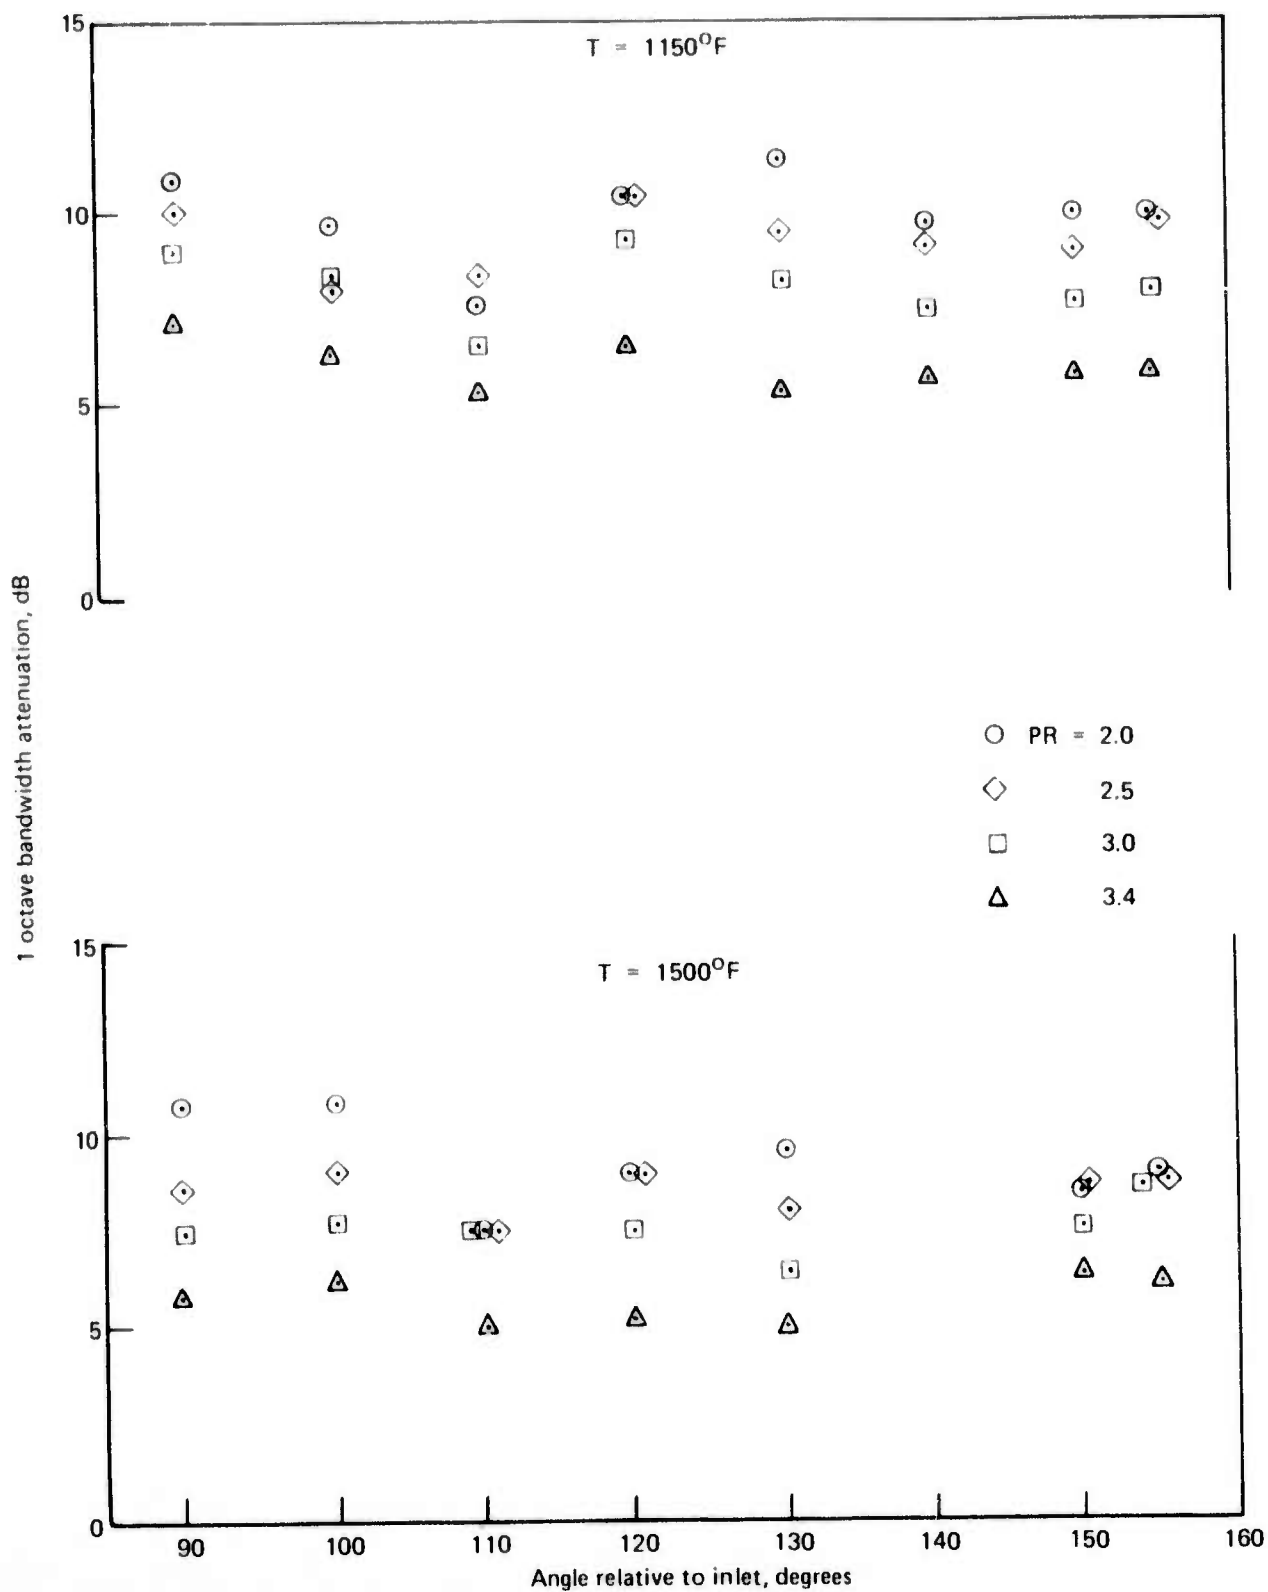 15
T = 1150°F
10
5
0
1 octave bandwidth attenuation, dB
PR = 2.0
2.5
3.0
3.4
15
T = 1500°F
10
5
0
90 100 110 120 130 140 150 160
Angle relative to inlet, degrees